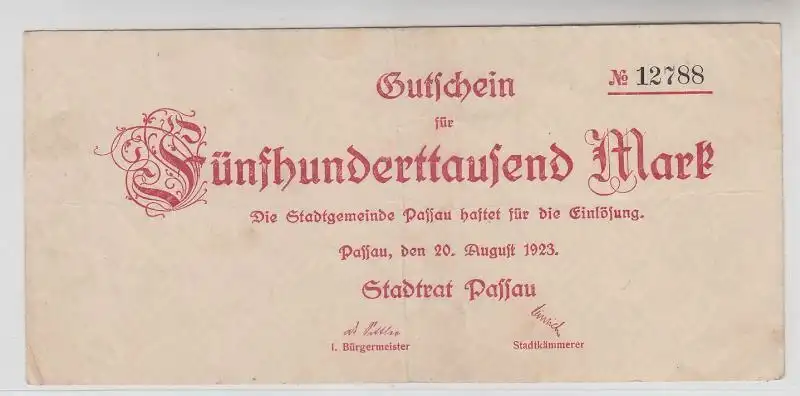 Gutschein
№ 12788
für
Fünfhunderttausend Mark
Die Stadtgemeinde Passau haftet für die Einlösung.
Passau, den 20. August 1923.
Stadtrat Passau
I. Bürgermeister
Stadtkämmerer